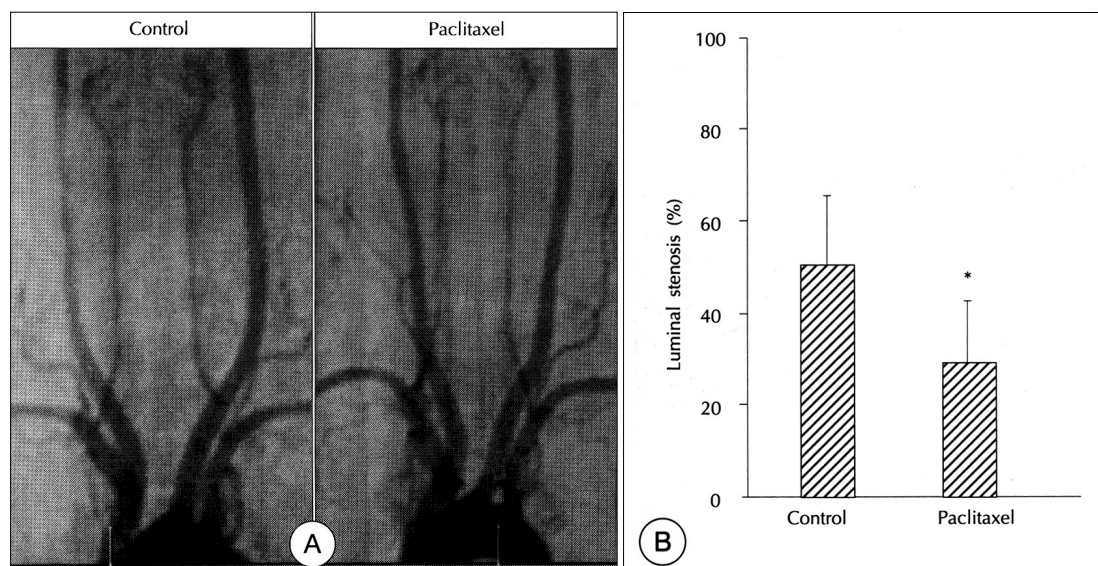 Control
Paclitaxel
A
100
80
60
40
20
0
Luminal stenosis (%)
*
Control
Paclitaxel
B